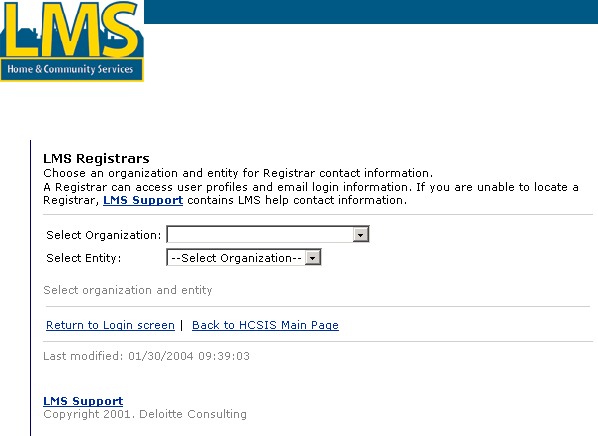 LMS
Home & Community Services
LMS Registrars
Choose an organization and entity for Registrar contact information.
A Registrar can access user profiles and email login information. If you are unable to locate a
Registrar, LMS Support contains LMS help contact information.
Select Organization:
Select Entity: --Select Organization--
Select organization and entity
Return to Login screen | Back to HCSIS Main Page
Last modified: 01/30/2004 09:39:03
LMS Support
Copyright 2001. Deloitte Consulting